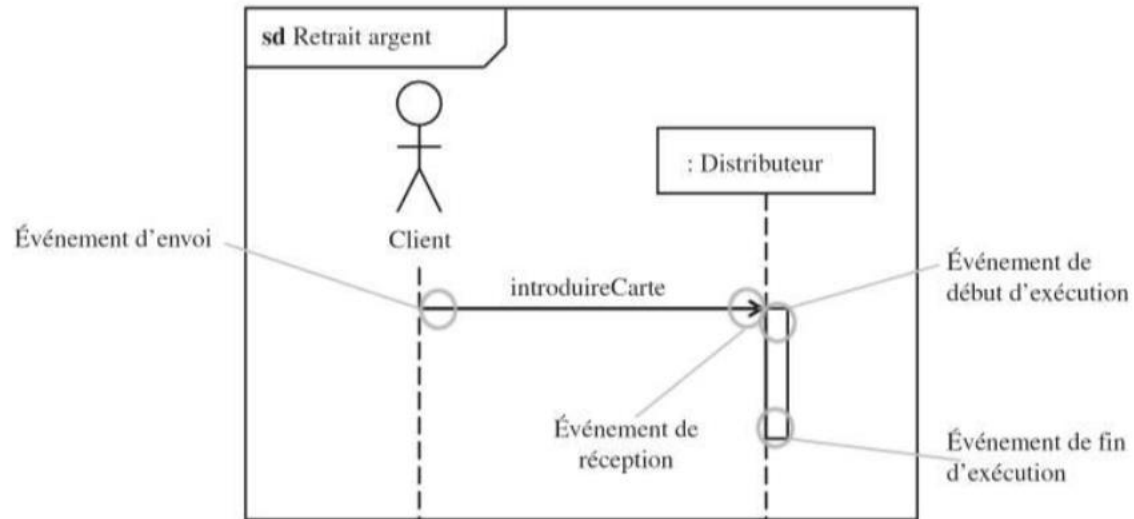 sd Retrait argent
: Distributeur
Événement d'envoi
Client
introduireCarte
Événement de
début d'exécution
Événement de
réception
Événement de fin
d'exécution